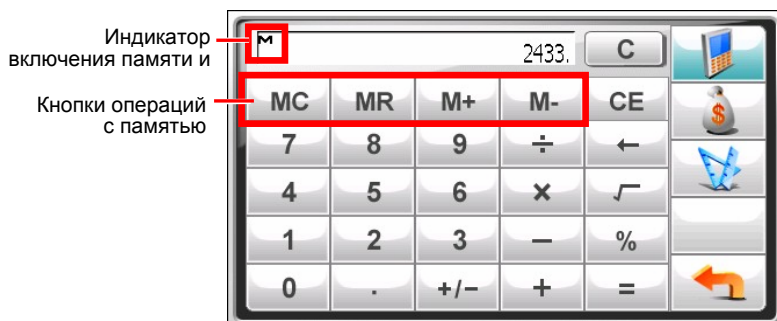 Индикатор
включения памяти и
M
2433.
C
Кнопки операций
с памятью
MC MR M+ M- CE
7 8 9 ÷ ←
4 5 6 × √
1 2 3 – %
0 . +/− + =
$